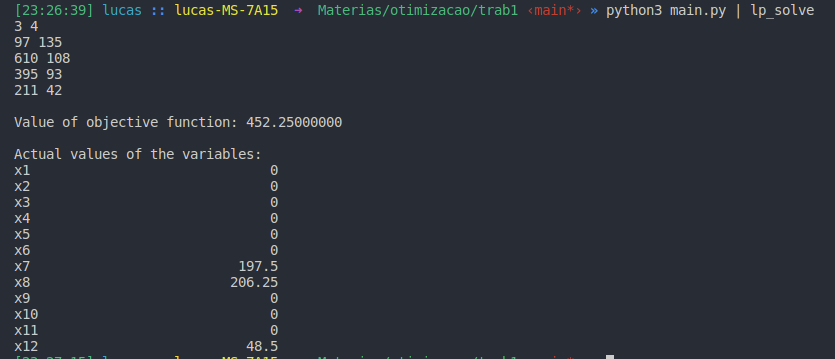 [23:26:39] lucas :: lucas-MS-7A15 → Materias/otimizacao/trab1 ‹main*› » python3 main.py | lp_solve
3 4
97 135
610 108
395 93
211 42
Value of objective function: 452.25000000
Actual values of the variables:
x1 0
x2 0
x3 0
x4 0
x5 0
x6 0
x7 197.5
x8 206.25
x9 0
x10 0
x11 0
x12 48.5